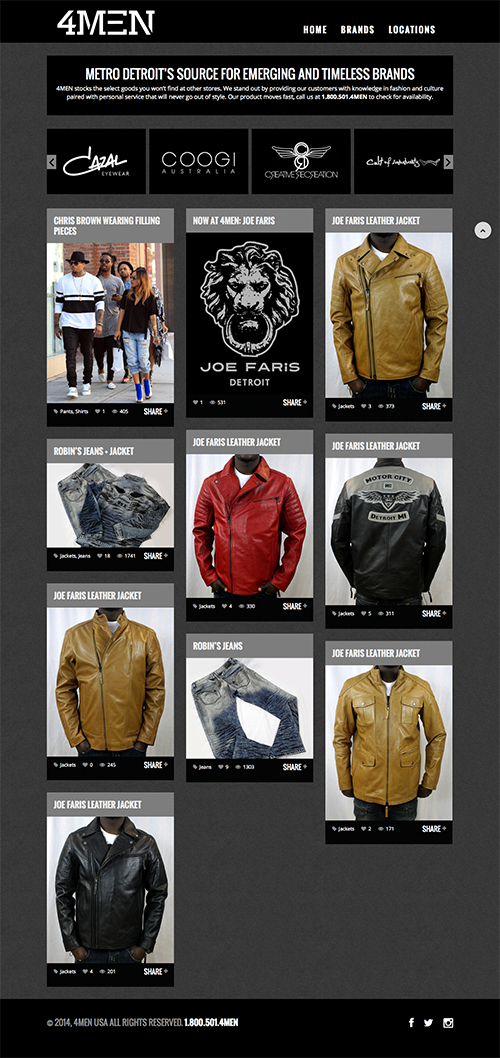 4MEN
HOME BRANDS LOCATIONS
METRO DETROIT'S SOURCE FOR EMERGING AND TIMELESS BRANDS
4MEN stocks the select goods you won't find at other stores. We stand out by providing our customers with knowledge in fashion and culture
paired with personal service that will never go out of style. Our product moves fast, call us at 1.800.501.4MEN to check for availability.
CAZAL
EYEWEAR
COOGI
AUSTRALIA
CREATIVE RECREATION
Cult of Individuality
CHRIS BROWN WEARING FILLING
PIECES
Pants, Shirts 1 405 SHARE +
NOW AT 4MEN: JOE FARIS
JOE FARIS
DETROIT
1 531 SHARE +
JOE FARIS LEATHER JACKET
Jackets 3 373 SHARE +
ROBIN'S JEANS + JACKET
Jackets, Jeans 18 1741 SHARE +
JOE FARIS LEATHER JACKET
Jackets 4 330 SHARE +
JOE FARIS LEATHER JACKET
MOTOR CITY
MC
DETROIT MI
Jackets 5 311 SHARE +
JOE FARIS LEATHER JACKET
Jackets 0 245 SHARE +
ROBIN'S JEANS
Jeans 9 1303 SHARE +
JOE FARIS LEATHER JACKET
Jackets 2 171 SHARE +
JOE FARIS LEATHER JACKET
Jackets 4 201 SHARE +
© 2014, 4MEN USA ALL RIGHTS RESERVED. 1.800.501.4MEN